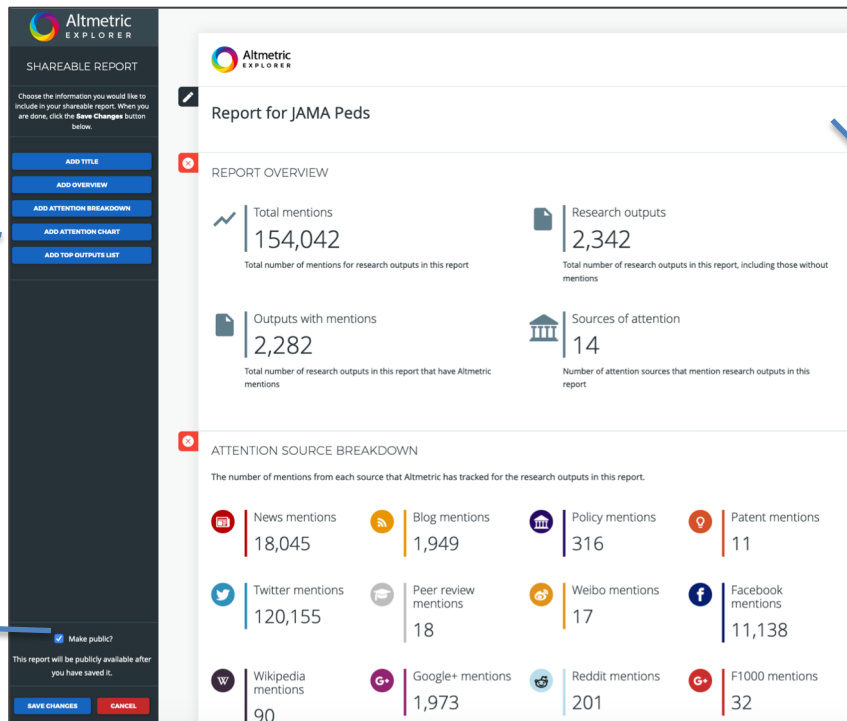 Altmetric
EXPLORER
SHAREABLE REPORT
Choose the information you would like to
include in your shareable report. When you
are done, click the Save Changes button
below.
ADD TITLE
ADD OVERVIEW
ADD ATTENTION BREAKDOWN
ADD ATTENTION CHART
ADD TOP OUTPUTS LIST
Make public?
This report will be publicly available after
you have saved it.
SAVE CHANGES CANCEL
Altmetric
EXPLORER
Report for JAMA Peds
REPORT OVERVIEW
Total mentions
154,042
Total number of mentions for research outputs in this report
Research outputs
2,342
Total number of research outputs in this report, including those without
mentions
Outputs with mentions
2,282
Total number of research outputs in this report that have Altmetric
mentions
Sources of attention
14
Number of attention sources that mention research outputs in this
report
ATTENTION SOURCE BREAKDOWN
The number of mentions from each source that Altmetric has tracked for the research outputs in this report.
News mentions
18,045
Blog mentions
1,949
Policy mentions
316
Patent mentions
11
Twitter mentions
120,155
Peer review
mentions
18
Weibo mentions
17
f
Facebook
mentions
11,138
W
Wikipedia
mentions
90
G+
Google+ mentions
1,973
Reddit mentions
201
G+
F1000 mentions
32